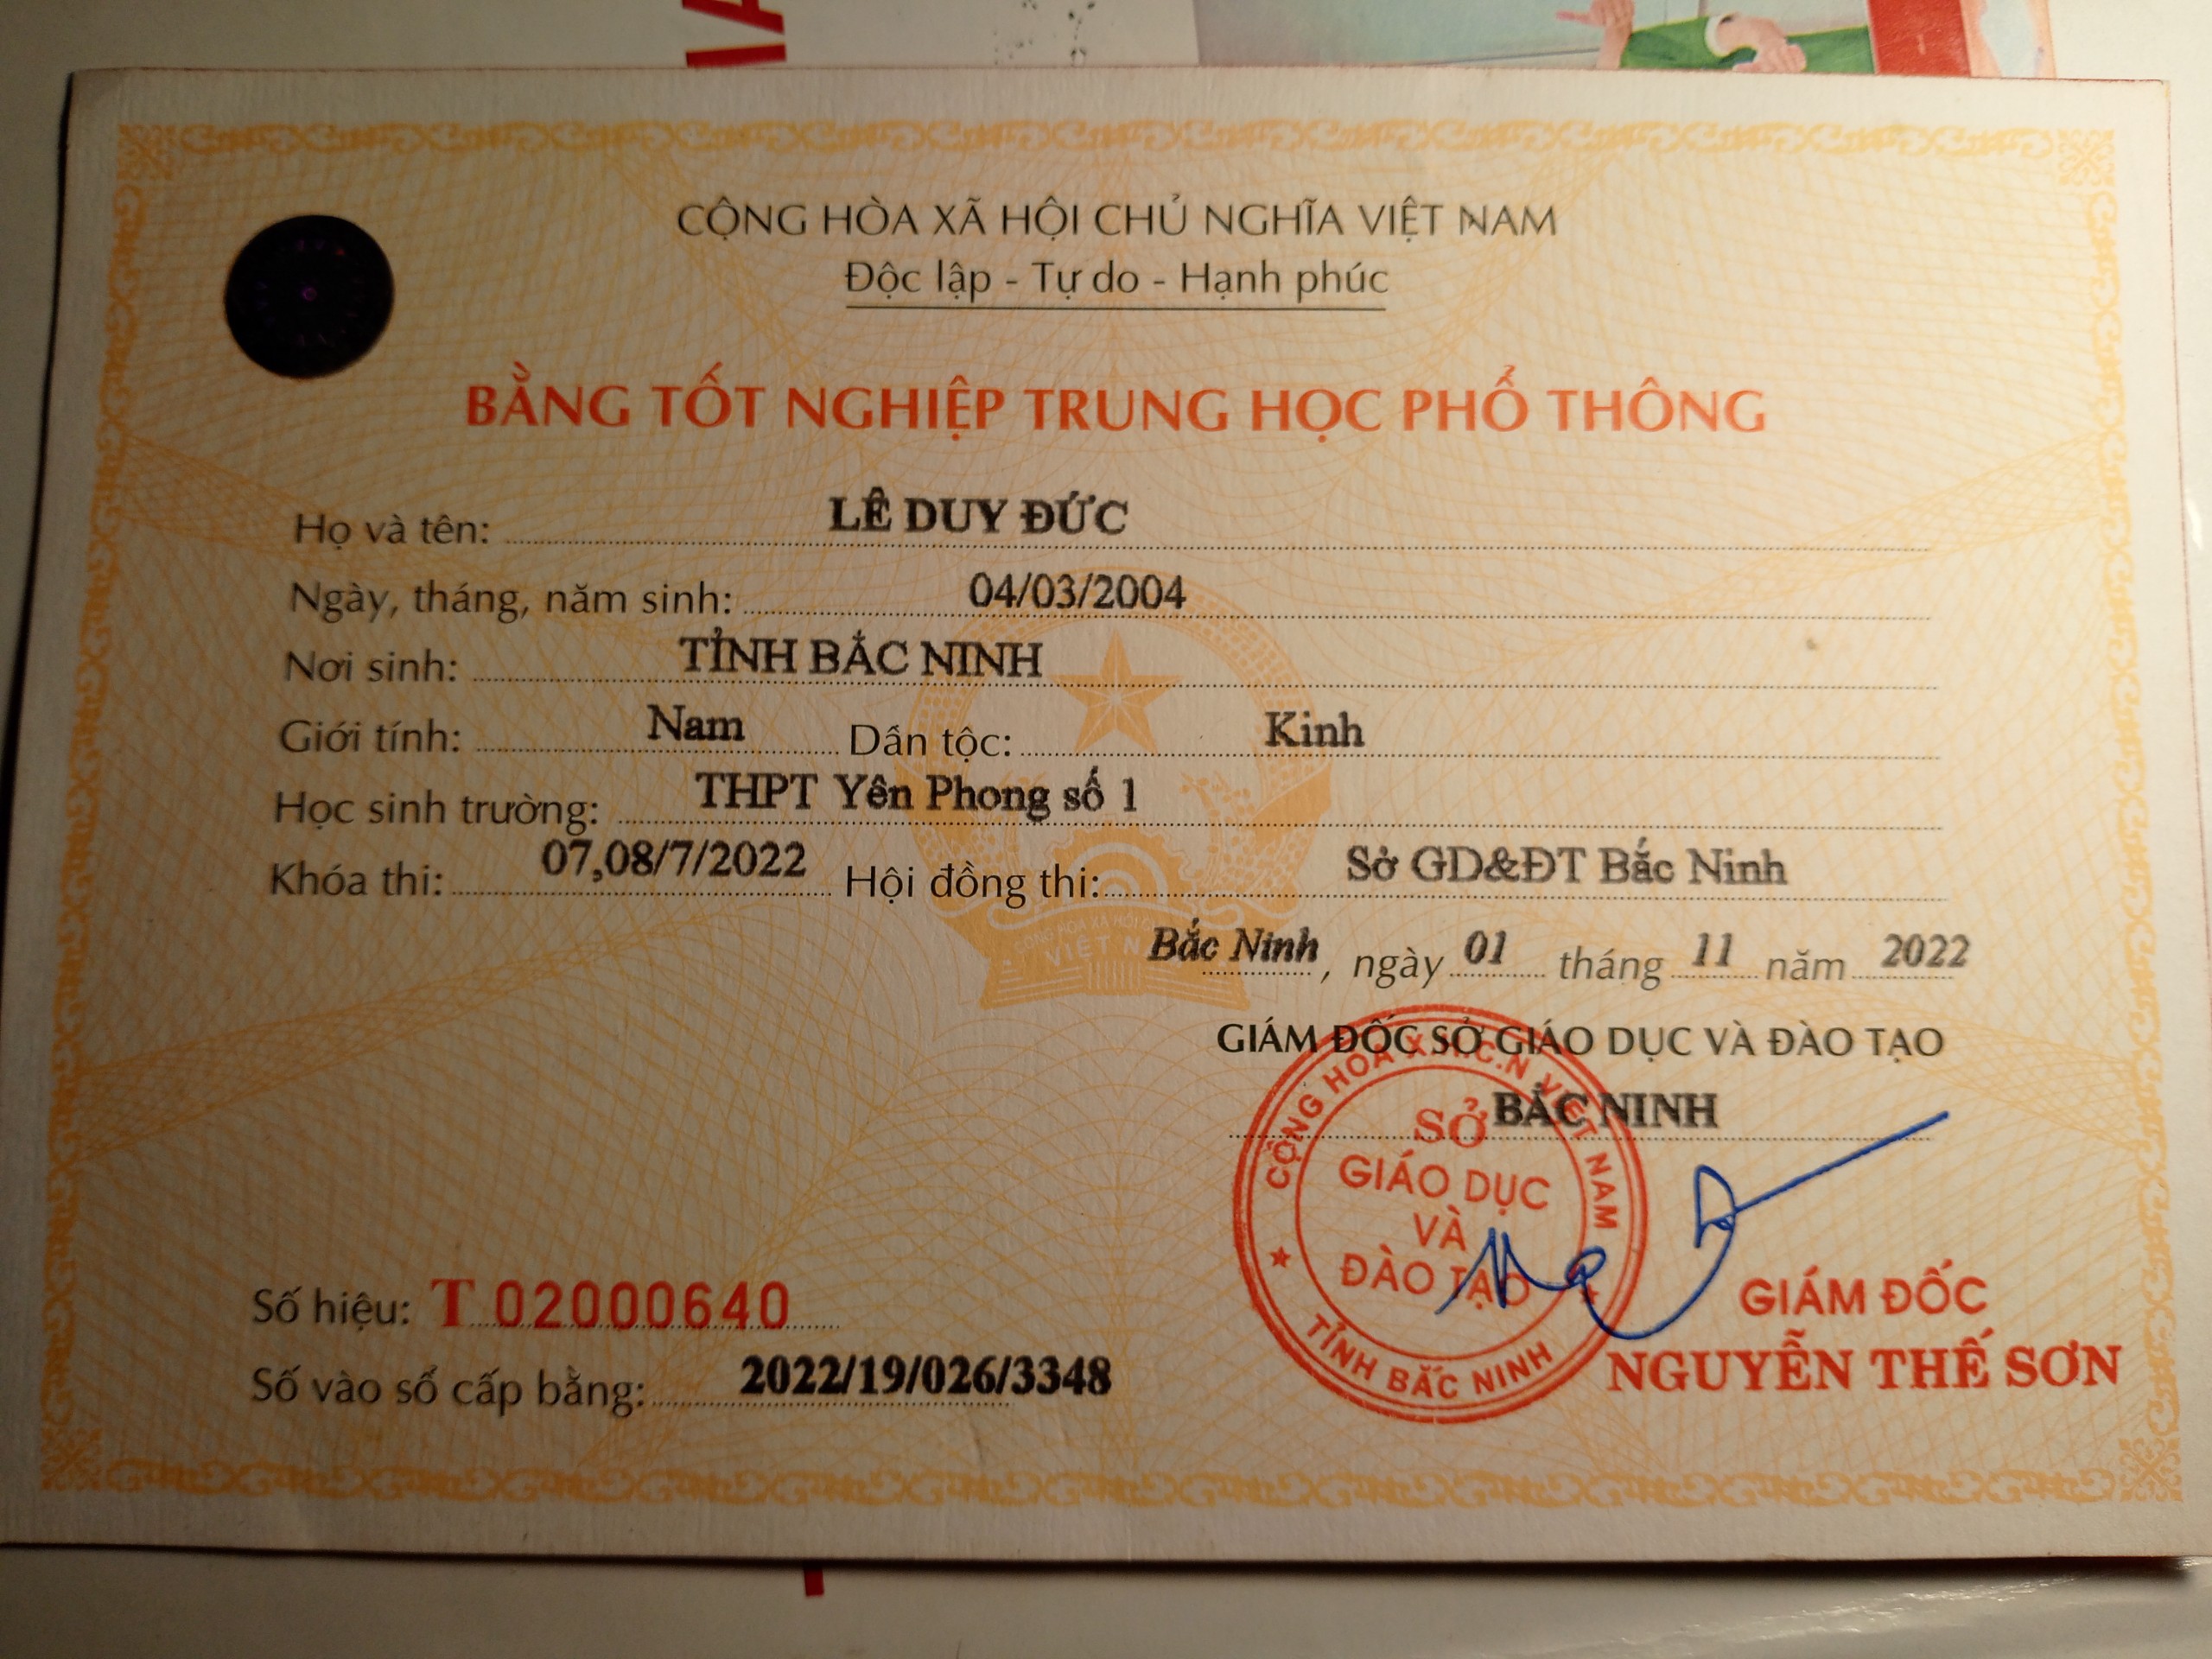 CỘNG HÒA XÃ HỘI CHỦ NGHĨA VIỆT NAM
Độc lập - Tự do - Hạnh phúc
BẰNG TỐT NGHIỆP TRUNG HỌC PHỔ THÔNG
Họ và tên: LÊ DUY ĐỨC
Ngày, tháng, năm sinh: 04/03/2004
Nơi sinh: TỈNH BẮC NINH
Giới tính: Nam Dân tộc: Kinh
Học sinh trường: THPT Yên Phong số 1
Khóa thi: 07,08/7/2022 Hội đồng thi: Sở GD&ĐT Bắc Ninh
Bắc Ninh, ngày 01 tháng 11 năm 2022
GIÁM ĐỐC SỞ GIÁO DỤC VÀ ĐÀO TẠO
BẮC NINH
CỘNG HÒA X.H.C.N VIỆT NAM
SỞ
GIÁO DỤC
VÀ
ĐÀO TẠO
TỈNH BẮC NINH
GIÁM ĐỐC
NGUYỄN THẾ SƠN
Số hiệu: T 02000640
Số vào sổ cấp bằng: 2022/19/026/3348